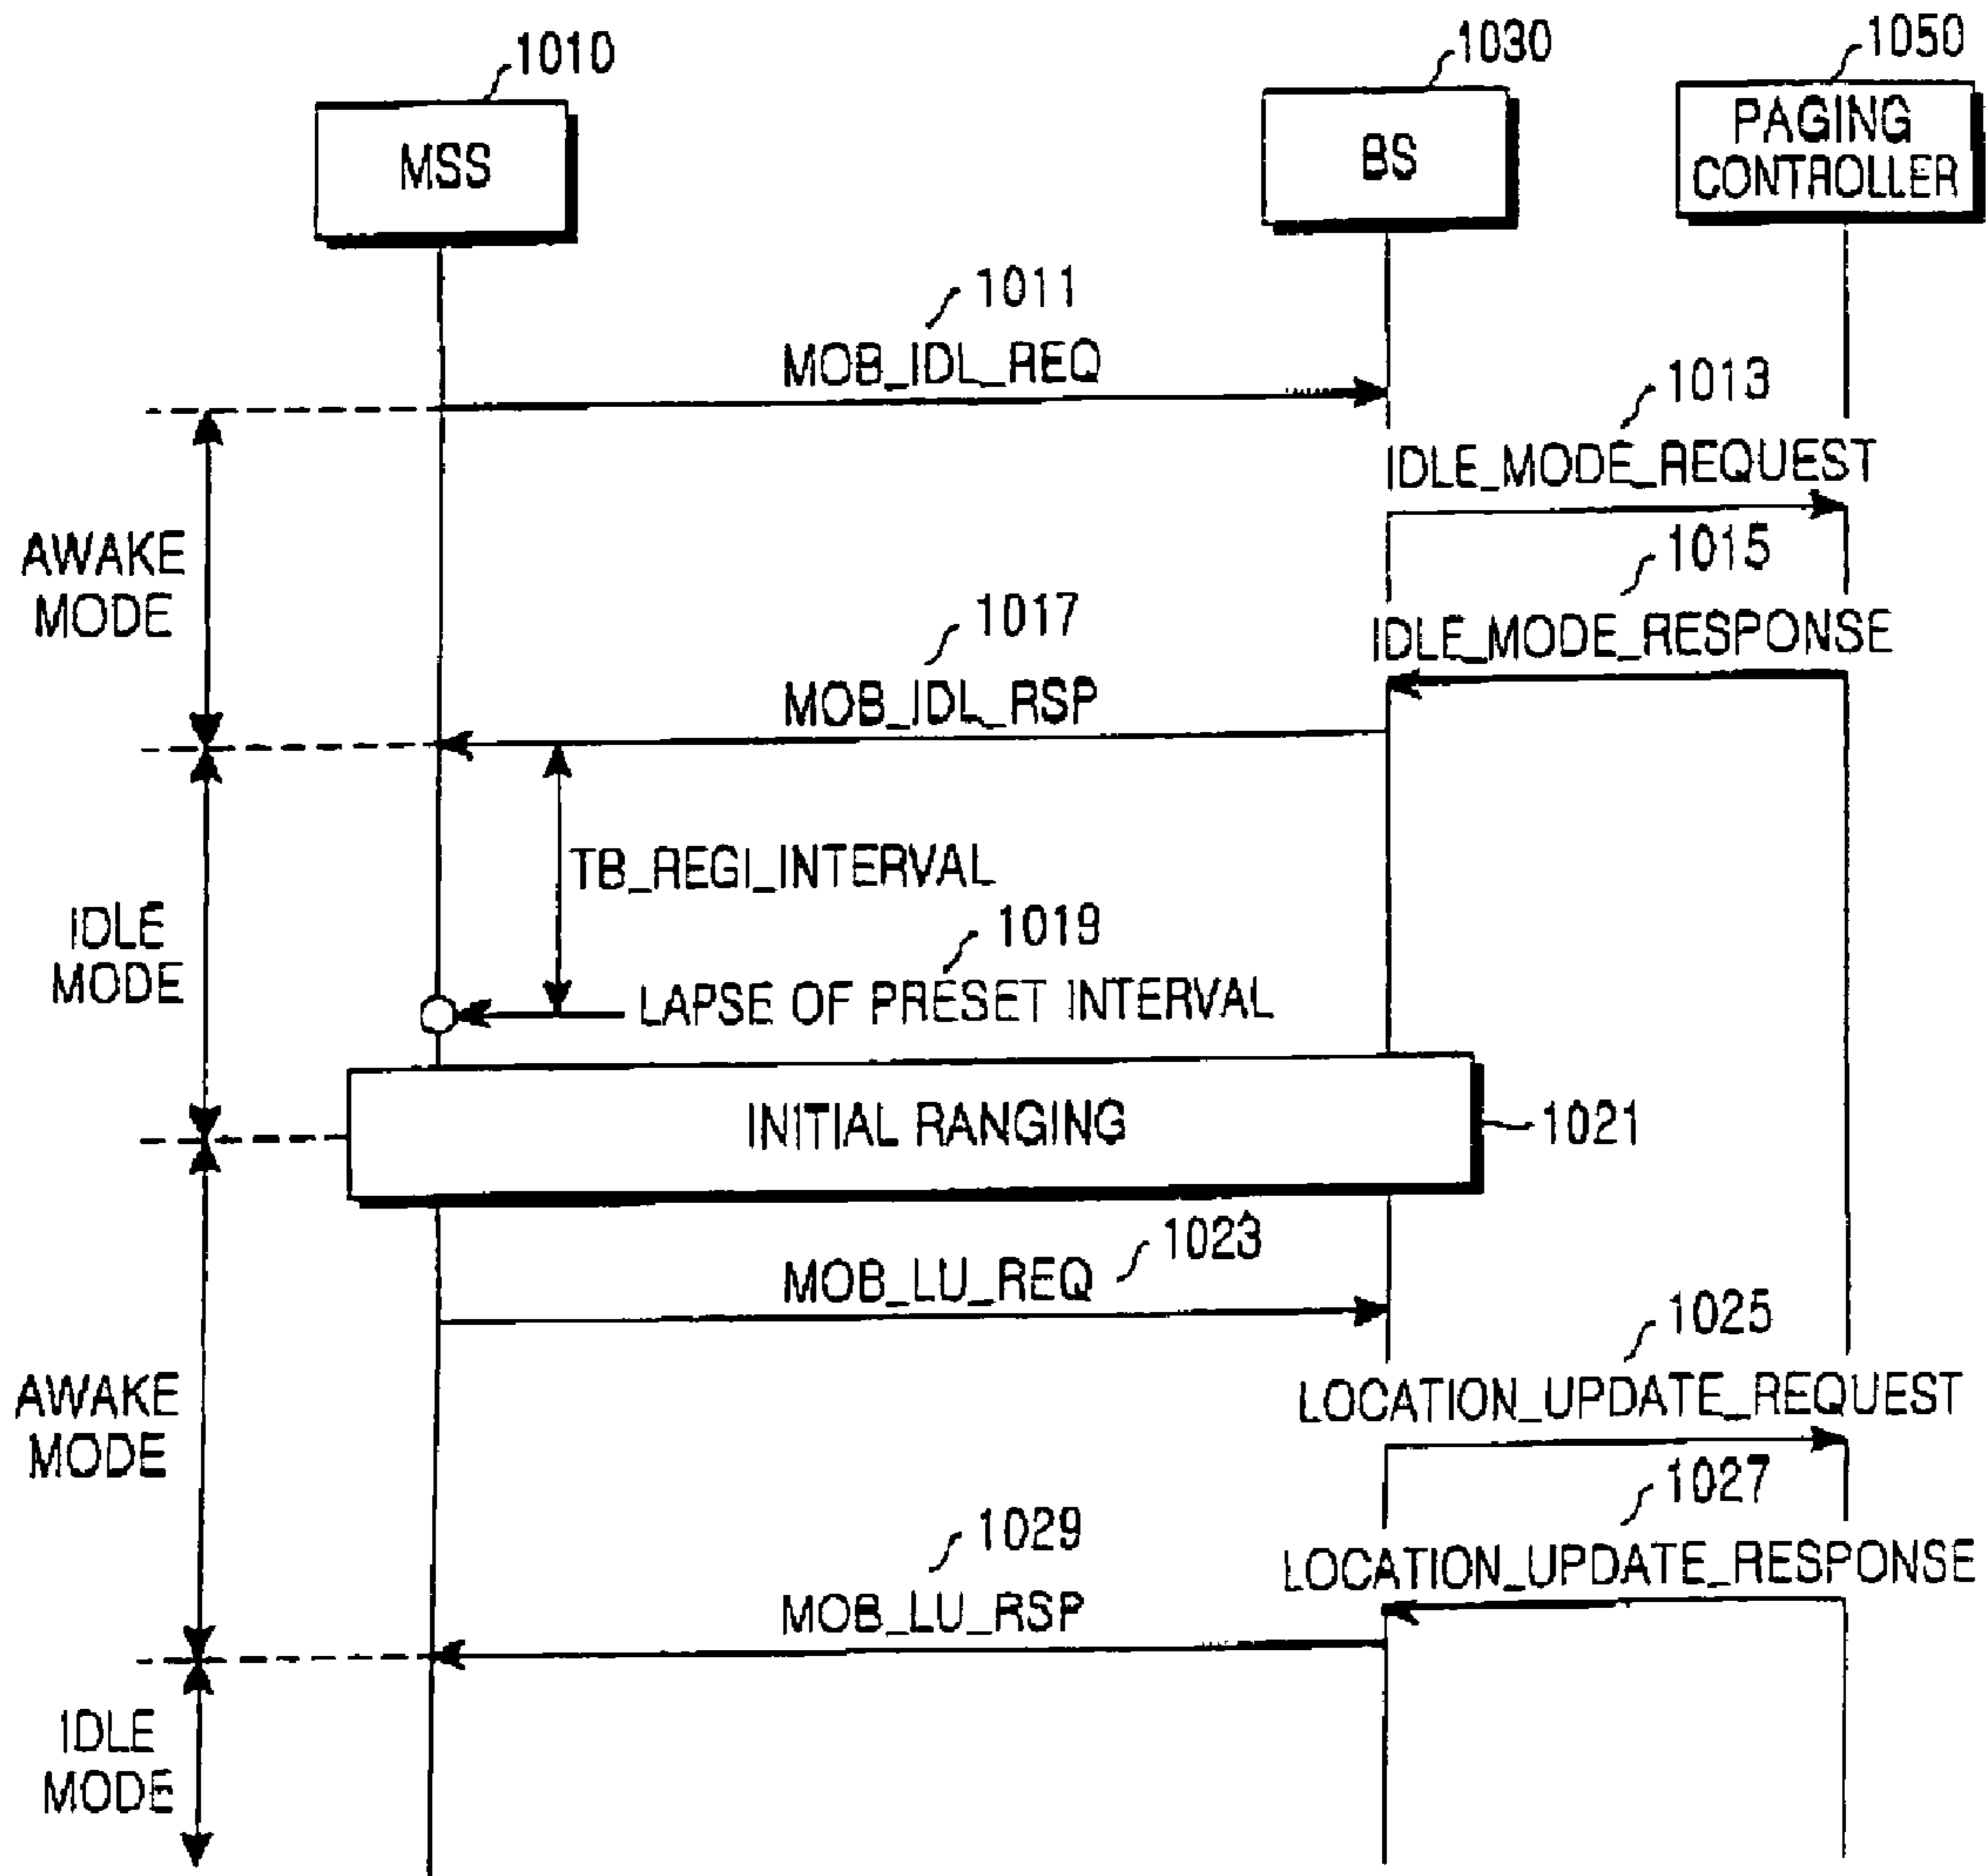 1010
1030
1050
MSS
BS
PAGING
CONTROLLER
1011
MOB_IDL_REQ
1013
IDLE_MODE_REQUEST
AWAKE
MODE
1015
1017
IDLE_MODE_RESPONSE
MOB_IDL_RSP
TB_REGI_INTERVAL
IDLE
MODE
1019
LAPSE OF PRESET INTERVAL
INITIAL RANGING
1021
1023
MOB_LU_REQ
1025
LOCATION_UPDATE_REQUEST
AWAKE
MODE
1027
1029
LOCATION_UPDATE_RESPONSE
MOB_LU_RSP
IDLE
MODE